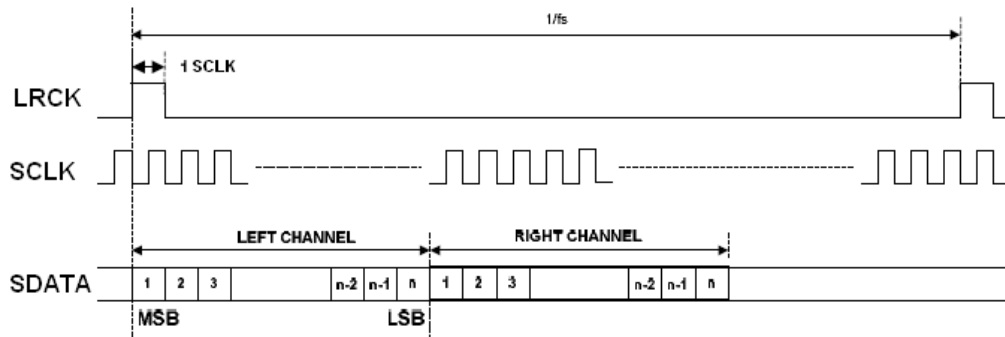 1/fs
1 SCLK
LRCK
SCLK
LEFT CHANNEL RIGHT CHANNEL
SDATA 1 2 3 n-2 n-1 n 1 2 3 n-2 n-1 n
MSB LSB